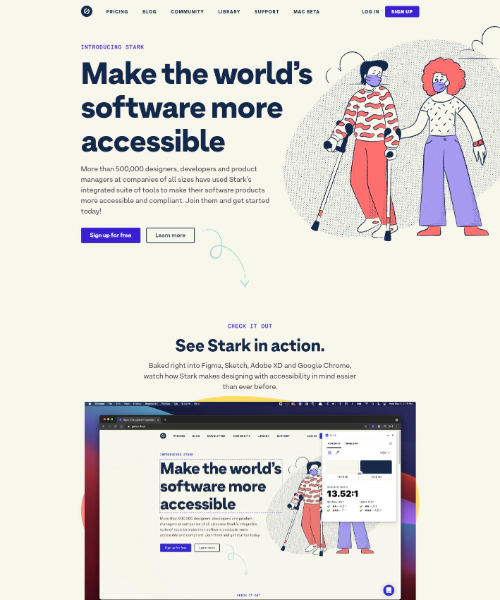 PRICING BLOG COMMUNITY LIBRARY SUPPORT MAC BETA LOG IN SIGN UP
INTRODUCING STARK
Make the world's
software more
accessible
More than 500,000 designers, developers and product
managers at companies of all sizes have used Stark's
integrated suite of tools to make their software products
more accessible and compliant. Join them and get started
today!
Sign up for free Learn more
CHECK IT OUT
See Stark in action.
Baked right into Figma, Sketch, Adobe XD and Google Chrome,
watch how Stark makes designing with accessibility in mind easier
than ever before.
PRICING BLOG COMMUNITY LIBRARY SUPPORT
INTRODUCING STARK
Make the world's
software more
accessible
13.52:1
More than 500,000 designers, developers and product
managers at companies of all sizes have used Stark's
integrated suite of tools to make their software products
more accessible and compliant. Join them and get started
today!
Sign up for free Learn more
CHECK IT OUT